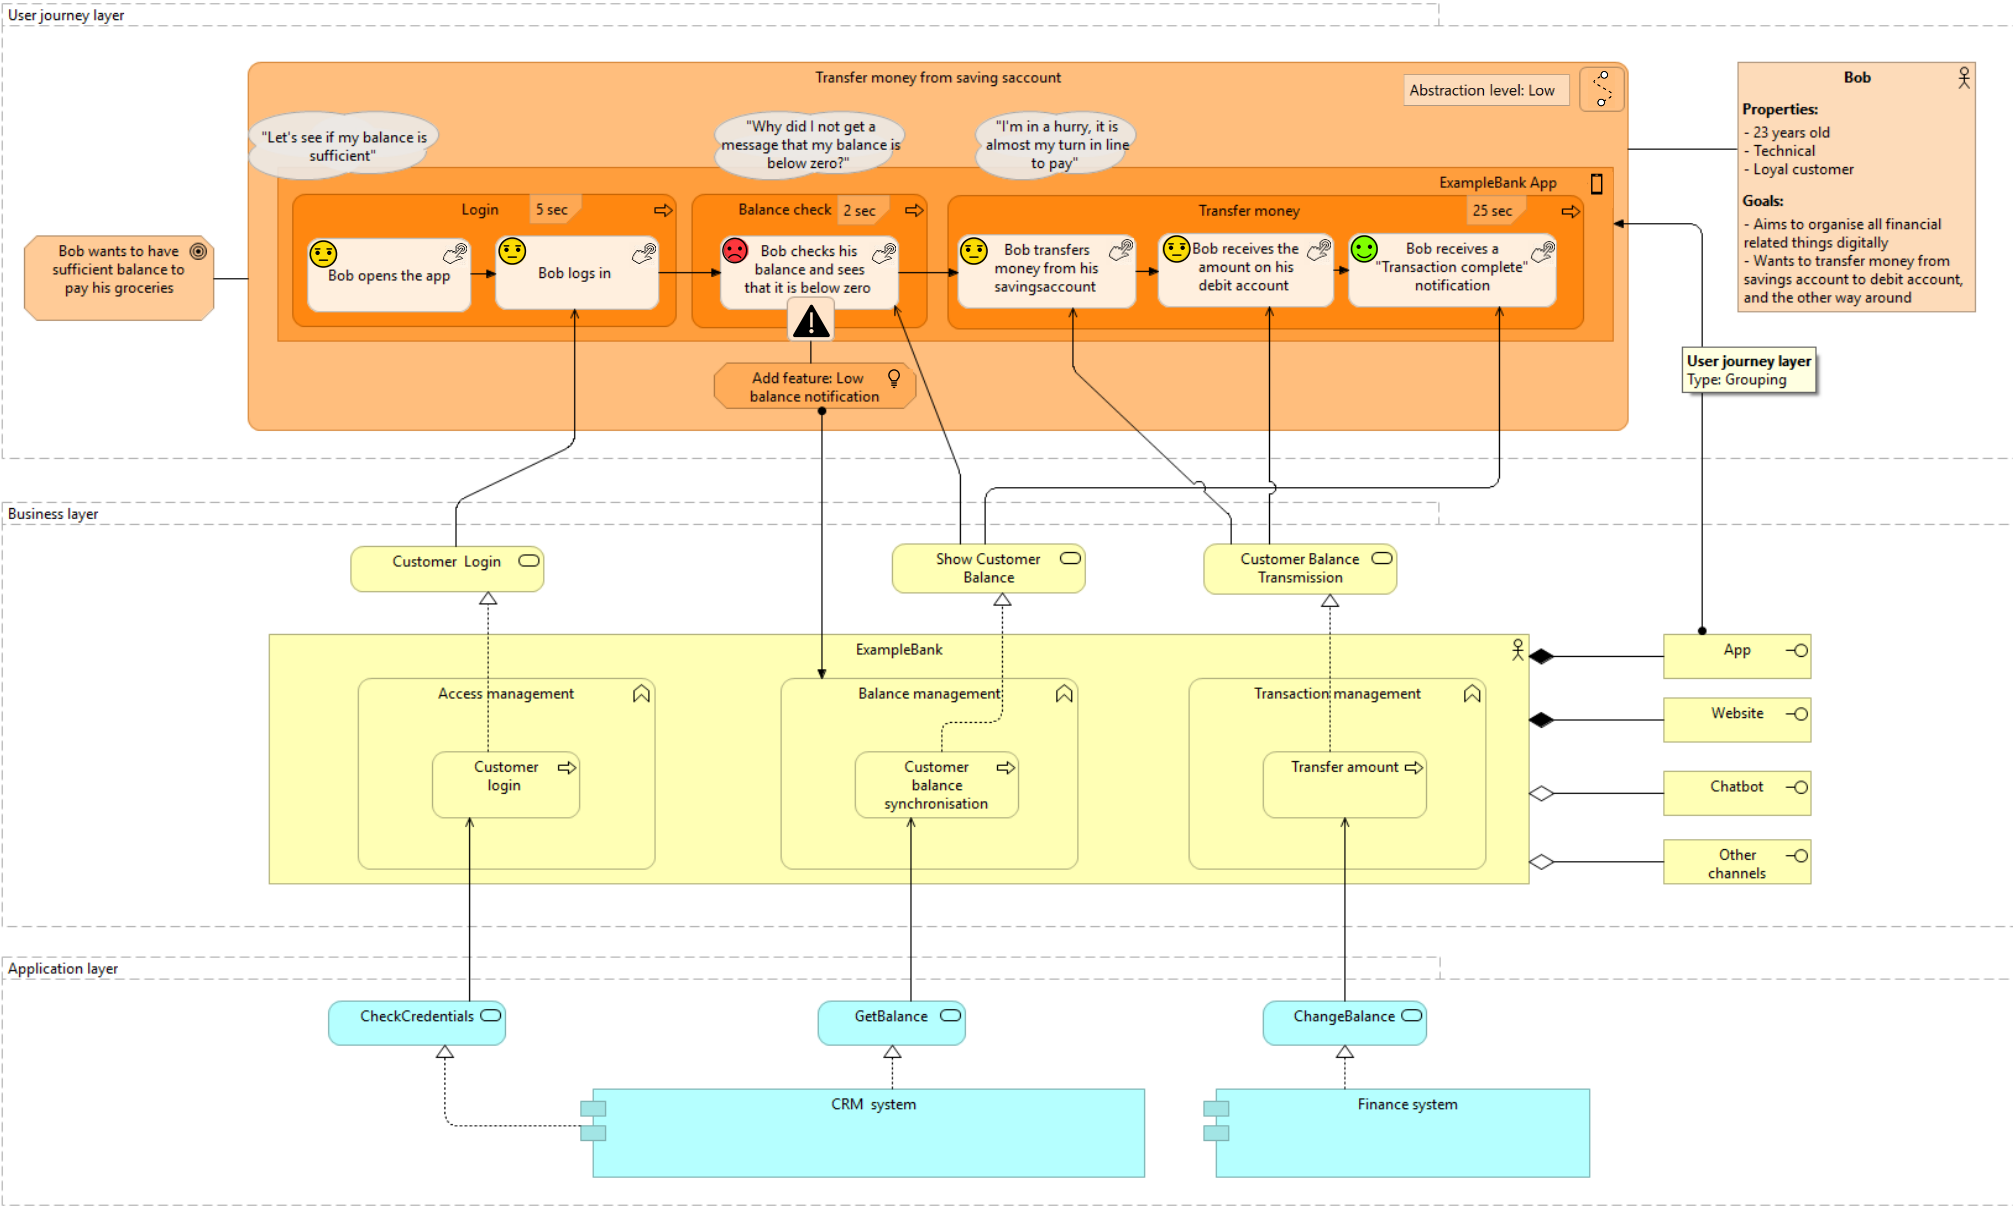 User journey layer
Transfer money from saving saccount
Abstraction level: Low
Bob
Properties:
- 23 years old
- Technical
- Loyal customer
Goals:
- Aims to organise all financial
related things digitally
- Wants to transfer money from
savings account to debit account,
and the other way around
"Let's see if my balance is
sufficient"
"Why did I not get a
message that my balance is
below zero?"
"I'm in a hurry, it is
almost my turn in line
to pay"
ExampleBank App
Login
5 sec
Balance check
2 sec
Transfer money
25 sec
Bob wants to have
sufficient balance to
pay his groceries
Bob opens the app
Bob logs in
Bob checks his
balance and sees
that it is below zero
Bob transfers
money from his
savingsaccount
Bob receives the
amount on his
debit account
Bob receives a
"Transaction complete"
notification
Add feature: Low
balance notification
User journey layer
Type: Grouping
Business layer
Customer  Login
Show Customer
Balance
Customer Balance
Transmission
ExampleBank
Access management
Balance management
Transaction management
Customer
login
Customer
balance
synchronisation
Transfer amount
App
Website
Chatbot
Other
channels
Application layer
CheckCredentials
GetBalance
ChangeBalance
CRM  system
Finance system